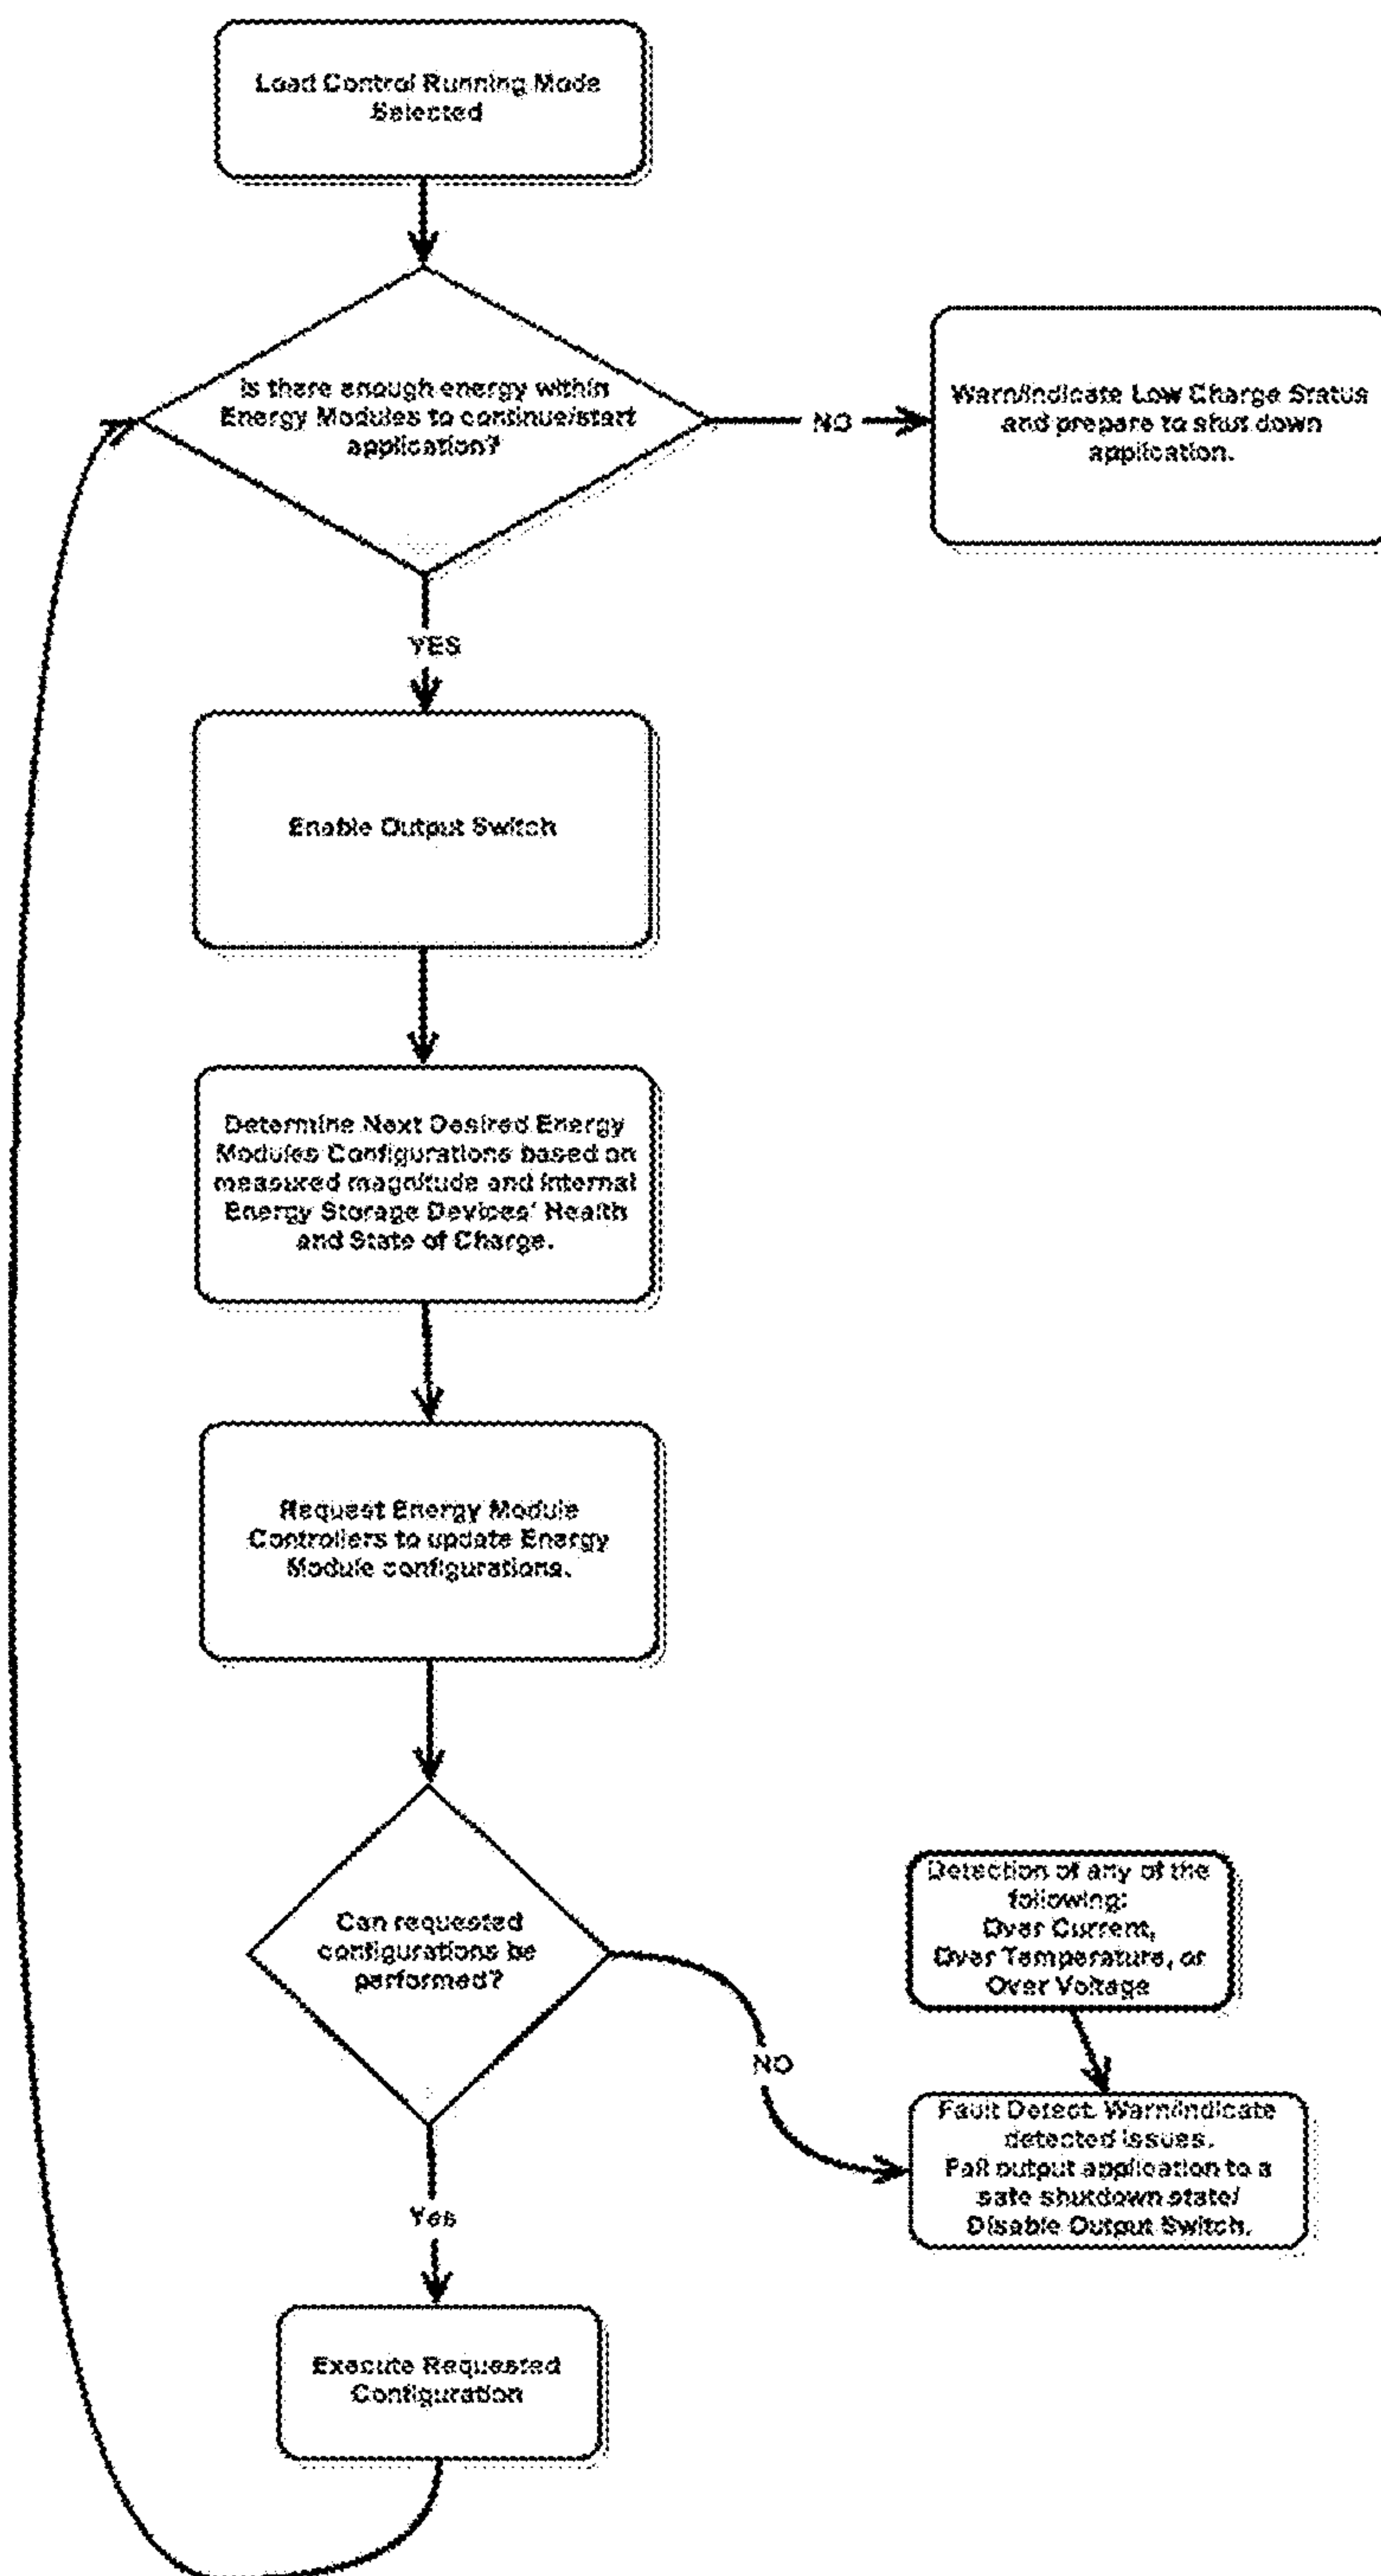 Load Control Running Mode
Selected
Is there enough energy within
Energy Modules to continue/start
application?
NO
Warn/Indicate Low Charge Status
and prepare to shut down
application.
YES
Enable Output Switch
Determine Next Desired Energy
Modules Configurations based on
measured magnitude and internal
Energy Storage Devices' Health
and State of Charge.
Request Energy Module
Controllers to update Energy
Module configurations.
Can requested
configurations be
performed?
NO
Detection of any of the
following:
Over Current,
Over Temperature, or
Over Voltage
Fault Detect. Warn/Indicate
detected issues.
Fail output application to a
safe shutdown state/
Disable Output Switch.
Yes
Execute Requested
Configuration